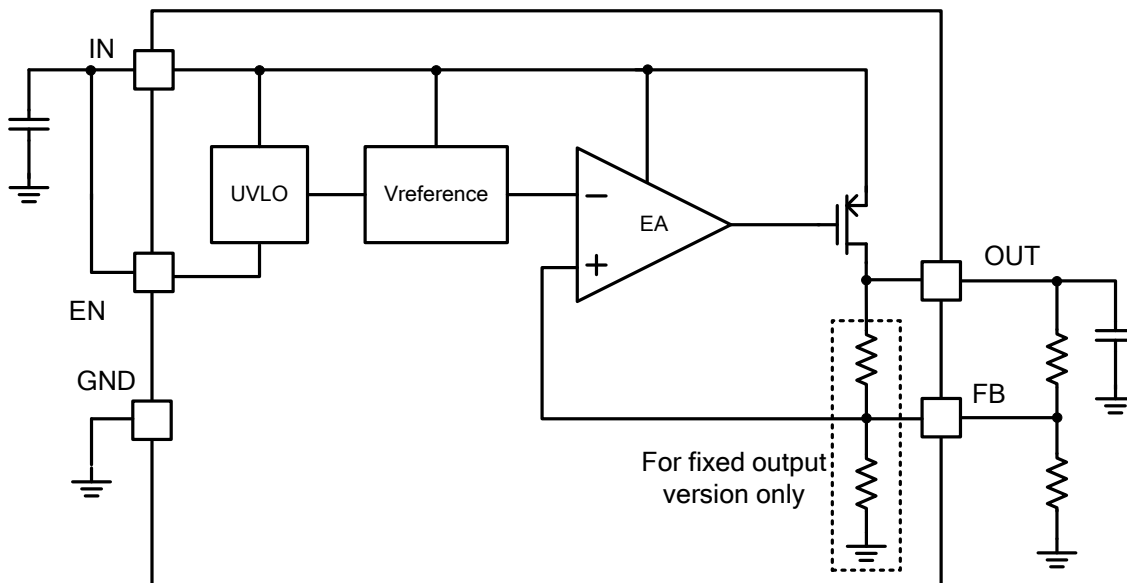 IN
UVLO
Vreference
−
EA
+
OUT
EN
GND
FB
For fixed output
version only